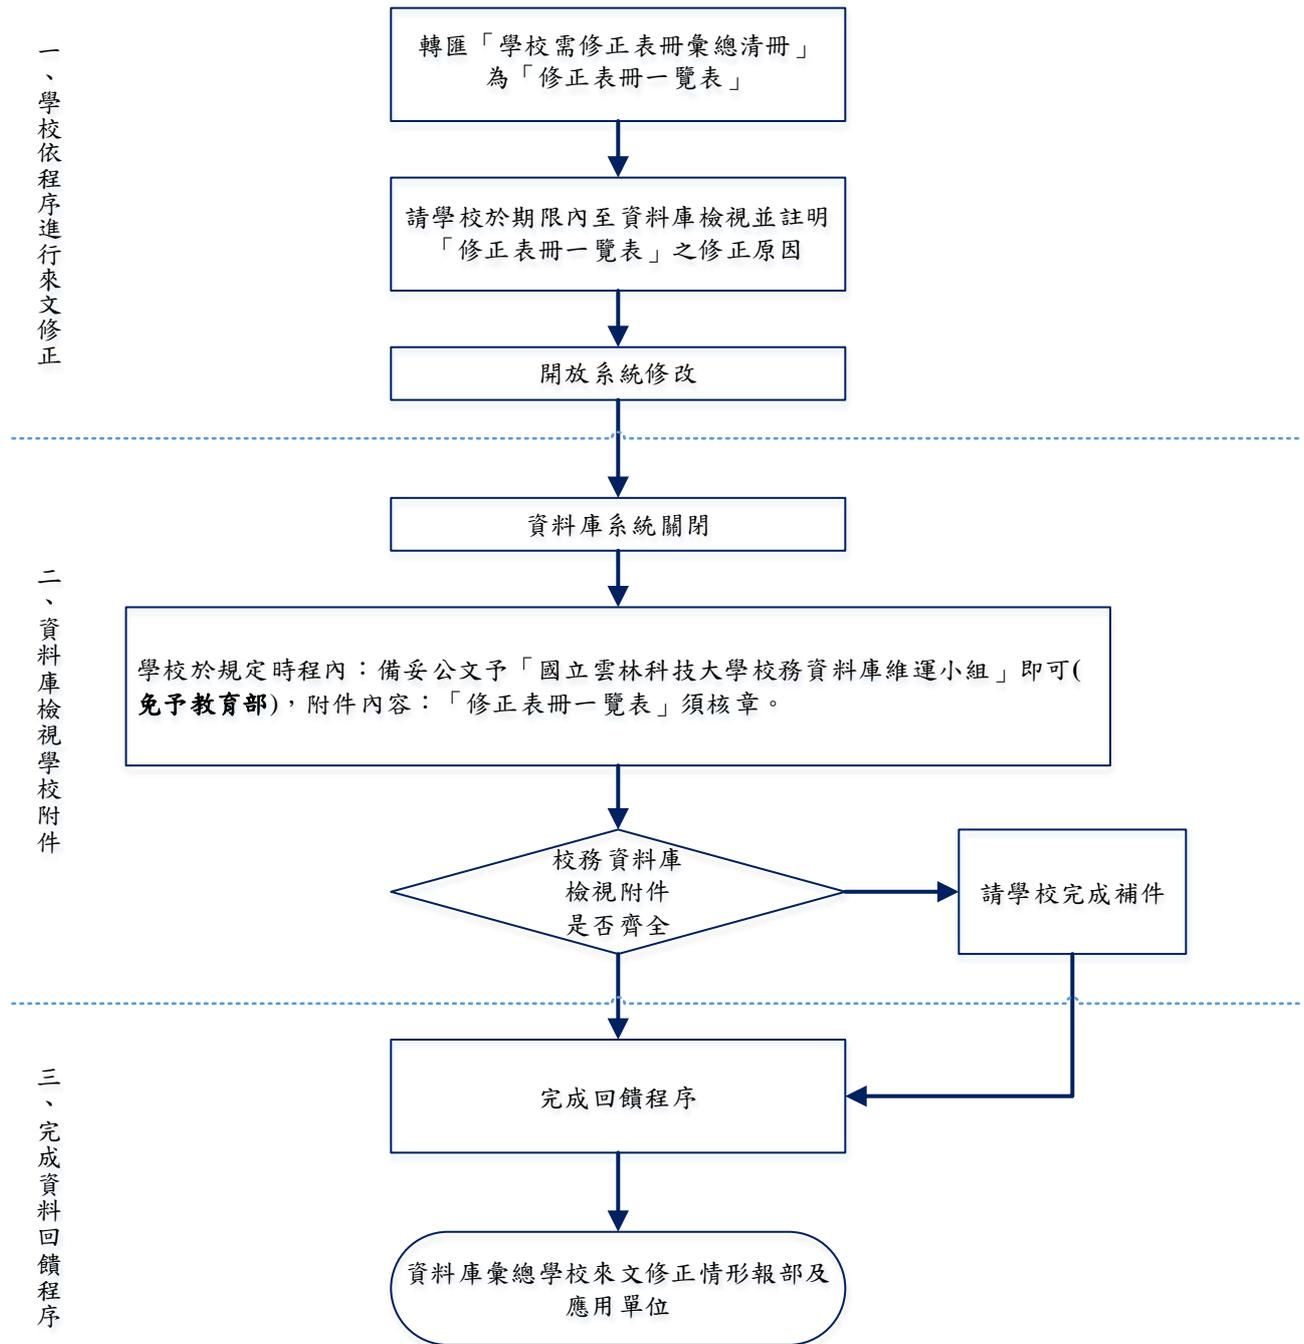 一、學校依程序進行來文修正
轉匯「學校需修正表冊彙總清冊」
為「修正表冊一覽表」
請學校於期限內至資料庫檢視並註明
「修正表冊一覽表」之修正原因
開放系統修改
二、資料庫檢視學校附件
資料庫系統關閉
學校於規定時程內：備妥公文予「國立雲林科技大學校務資料庫維運小組」即可(
免予教育部)，附件內容：「修正表冊一覽表」須核章。
校務資料庫
檢視附件
是否齊全
請學校完成補件
三、完成資料回饋程序
完成回饋程序
資料庫彙總學校來文修正情形報部及
應用單位